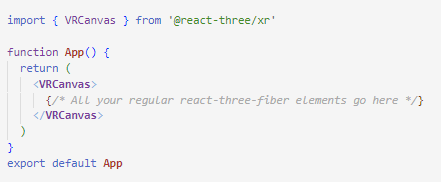 import { VRCanvas } from '@react-three/xr'
function App() {
return (
<VRCanvas>
{/* All your regular react-three-fiber elements go here */}
</VRCanvas>
)
}
export default App